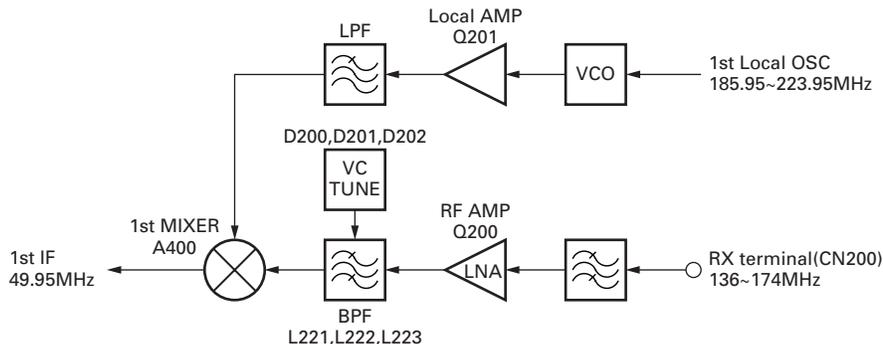 LPF
Local AMP
Q201
VCO
1st Local OSC
185.95~223.95MHz
D200,D201,D202
VC
TUNE
1st MIXER
A400
RF AMP
Q200
LNA
1st IF
49.95MHz
RX terminal(CN200)
136~174MHz
BPF
L221,L222,L223